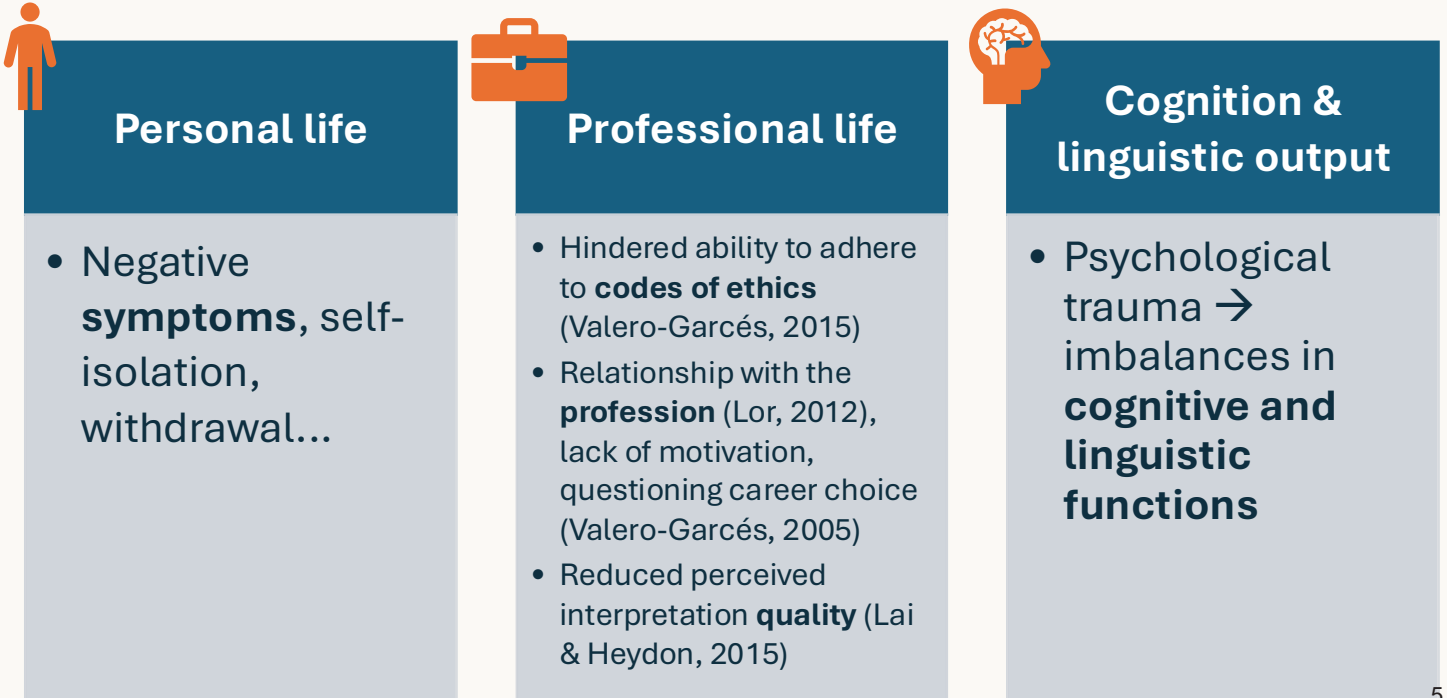 Personal life
• Negative
symptoms, self-
isolation,
withdrawal...
Professional life
• Hindered ability to adhere
to codes of ethics
(Valero-Garcés, 2015)
• Relationship with the
profession (Lor, 2012),
lack of motivation,
questioning career choice
(Valero-Garcés, 2005)
• Reduced perceived
interpretation quality (Lai
& Heydon, 2015)
Cognition &
linguistic output
• Psychological
trauma →
imbalances in
cognitive and
linguistic
functions
5